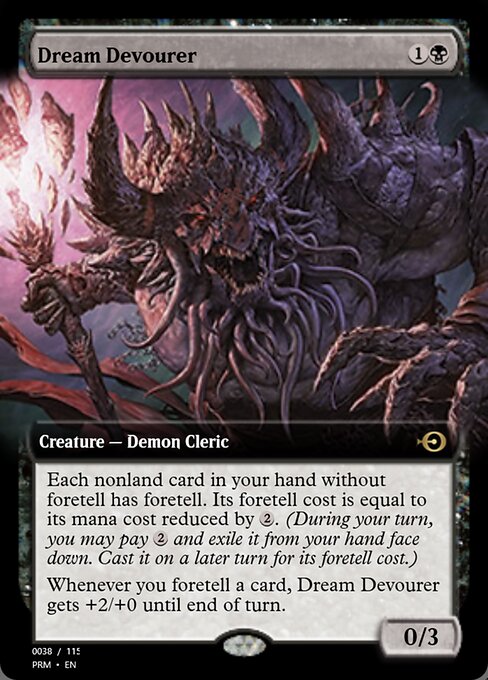 Dream Devourer 1
Creature — Demon Cleric
Each nonland card in your hand without
foretell has foretell. Its foretell cost is equal to
its mana cost reduced by 2. (During your turn,
you may pay 2 and exile it from your hand face
down. Cast it on a later turn for its foretell cost.)
Whenever you foretell a card, Dream Devourer
gets +2/+0 until end of turn.
0/3
0038 / 115
PRM • EN